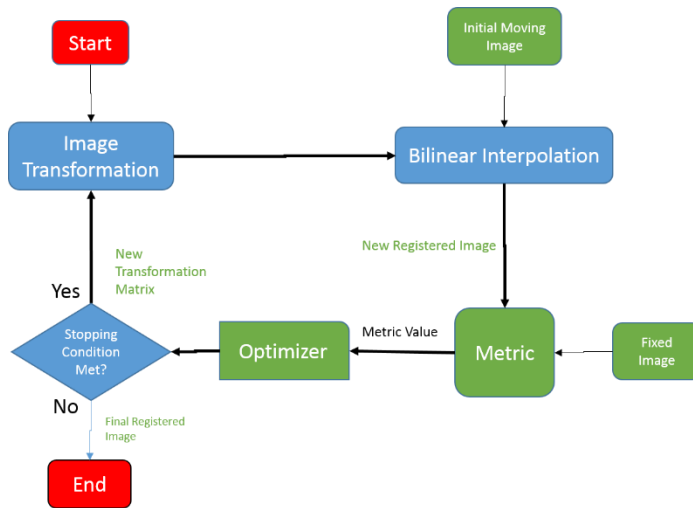 Start
Initial Moving
Image
Image
Transformation
Bilinear Interpolation
New
Transformation
Matrix
New Registered Image
Yes
Stopping
Condition
Met?
Optimizer
Metric Value
Metric
Fixed
Image
No
Final Registered
Image
End